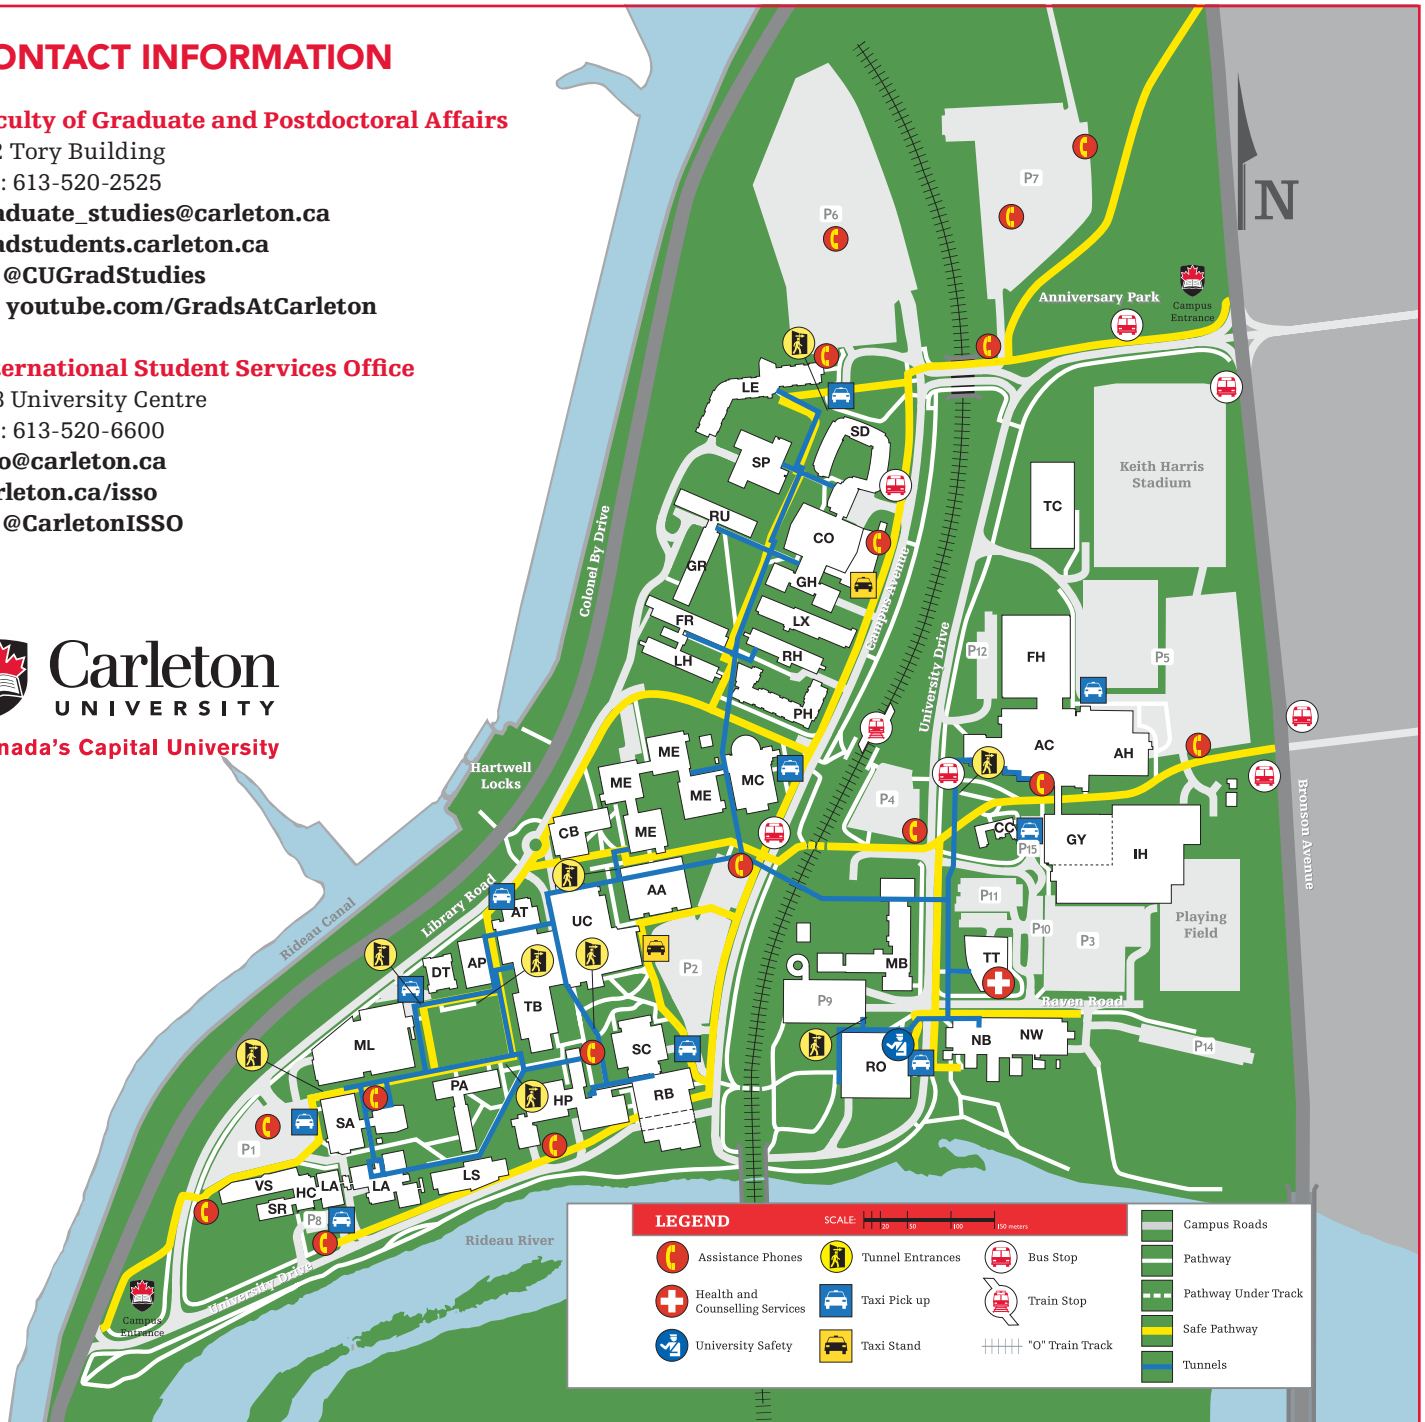 ONTACT INFORMATION
culty of Graduate and Postdoctoral Affairs
2 Tory Building
: 613-520-2525
aduate_studies@carleton.ca
adstudents.carleton.ca
@CUGradStudies
youtube.com/GradsAtCarleton
ternational Student Services Office
3 University Centre
: 613-520-6600
o@carleton.ca
rleton.ca/isso
@CarletonISSO
Carleton
UNIVERSITY
nada's Capital University
N
P7
P6
Anniversary Park
Campus
Entrance
LE
SD
SP
Keith Harris
Stadium
TC
RU
CO
Colonel By Drive
GR
GH
Campus Avenue
FR
LX
University Drive
P12
FH
P5
LH
RH
PH
ME
AC
AH
Hartwell
Locks
ME
ME
MC
P4
Bronson Avenue
CB
ME
CC
P15
GY
IH
Library Road
AA
P11
Rideau Canal
AT
UC
P10
P3
Playing
Field
DT
AP
P2
MB
TT
P9
Raven Road
TB
ML
SC
NB
NW
P14
RO
PA
HP
RB
SA
P1
VS
HC
LA
LA
LS
SR
P8
Rideau River
University Drive
Campus
Entrance
LEGEND
SCALE:
20
50
100
150 meters
Assistance Phones
Tunnel Entrances
Bus Stop
Health and
Counselling Services
Taxi Pick up
Train Stop
University Safety
Taxi Stand
"O" Train Track
Campus Roads
Pathway
Pathway Under Track
Safe Pathway
Tunnels